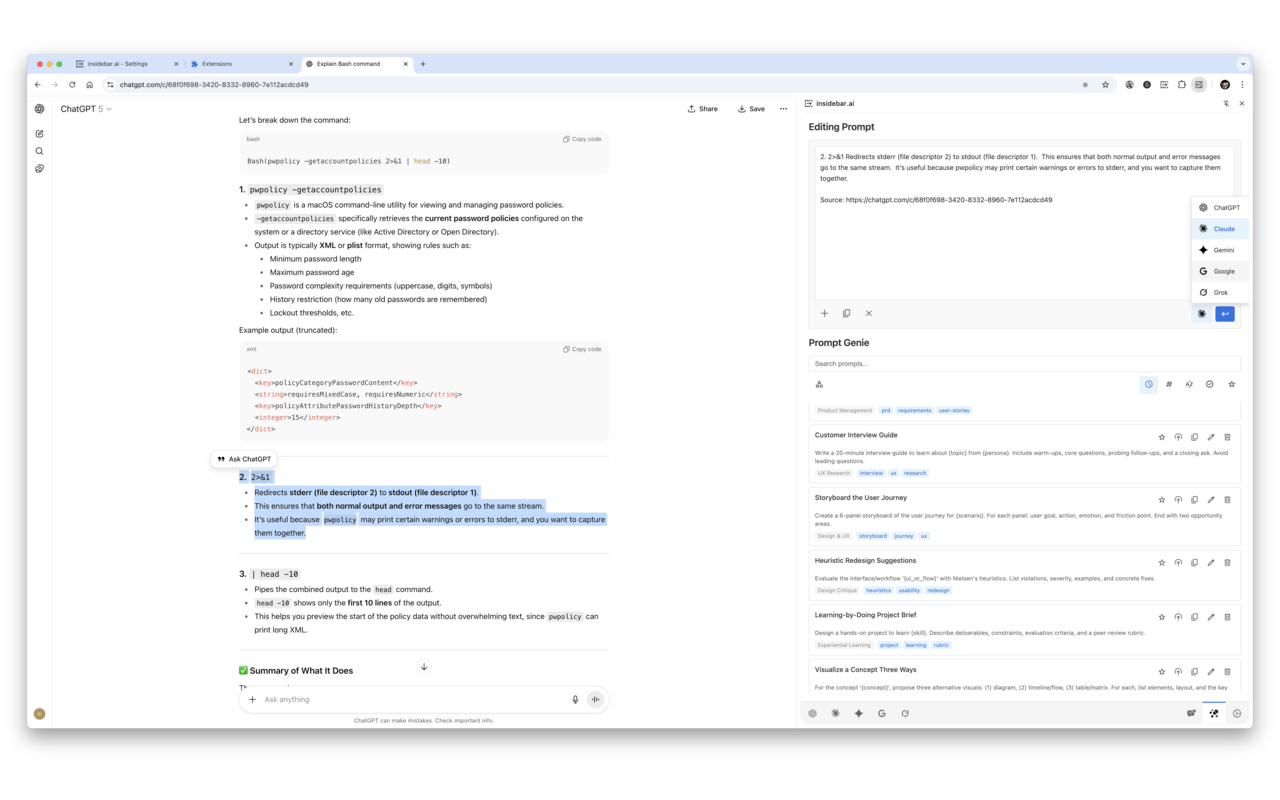 insidebar.ai - Settings
Extensions
Explain Bash command
chatgpt.com/c/68f0f698-3420-8332-8960-7e112acdcd49
ChatGPT 5
Share
Save
Let's break down the command:
bash
Copy code
Bash(pwpolicy -getaccountpolicies 2>&1 | head -10)
1. pwpolicy -getaccountpolicies
• pwpolicy is a macOS command-line utility for viewing and managing password policies.
• -getaccountpolicies specifically retrieves the current password policies configured on the
system or a directory service (like Active Directory or Open Directory).
• Output is typically XML or plist format, showing rules such as:
• Minimum password length
• Maximum password age
• Password complexity requirements (uppercase, digits, symbols)
• History restriction (how many old passwords are remembered)
• Lockout thresholds, etc.
Example output (truncated):
xml
Copy code
<dict>
<key>policyCategoryPasswordContent</key>
<string>requiresMixedCase, requiresNumeric</string>
<key>policyAttributePasswordHistoryDepth</key>
<integer>15</integer>
</dict>
Ask ChatGPT
2. 2>&1
• Redirects stderr (file descriptor 2) to stdout (file descriptor 1).
• This ensures that both normal output and error messages go to the same stream.
• It's useful because pwpolicy may print certain warnings or errors to stderr, and you want to capture
them together.
3. | head -10
• Pipes the combined output to the head command.
• head -10 shows only the first 10 lines of the output.
• This helps you preview the start of the policy data without overwhelming text, since pwpolicy can
print long XML.
✅ Summary of What It Does
Ask anything
ChatGPT can make mistakes. Check important info.
insidebar.ai
Editing Prompt
2. 2>&1 Redirects stderr (file descriptor 2) to stdout (file descriptor 1).  This ensures that both normal output and error messages
go to the same stream.  It's useful because pwpolicy may print certain warnings or errors to stderr, and you want to capture them
together.
Source: https://chatgpt.com/c/68f0f698-3420-8332-8960-7e112acdcd49
ChatGPT
Claude
Gemini
Google
Grok
Prompt Genie
Search prompts...
Product Management prd requirements user-stories
Customer Interview Guide
Write a 20-minute interview guide to learn about {topic} from {persona}. Include warm-ups, core questions, probing follow-ups, and a closing ask. Avoid
leading questions.
UX Research interview ux research
Storyboard the User Journey
Create a 6-panel storyboard of the user journey for {scenario}. For each panel: user goal, action, emotion, and friction point. End with two opportunity
areas.
Design & UX storyboard journey ux
Heuristic Redesign Suggestions
Evaluate the interface/workflow '{ui_or_flow}' with Nielsen's heuristics. List violations, severity, examples, and concrete fixes.
Design Critique heuristics usability redesign
Learning-by-Doing Project Brief
Design a hands-on project to learn {skill}. Describe deliverables, constraints, evaluation criteria, and a peer-review rubric.
Experiential Learning project learning rubric
Visualize a Concept Three Ways
For the concept '{concept}', propose three alternative visuals: (1) diagram, (2) timeline/flow, (3) table/matrix. For each, list elements, layout, and the key